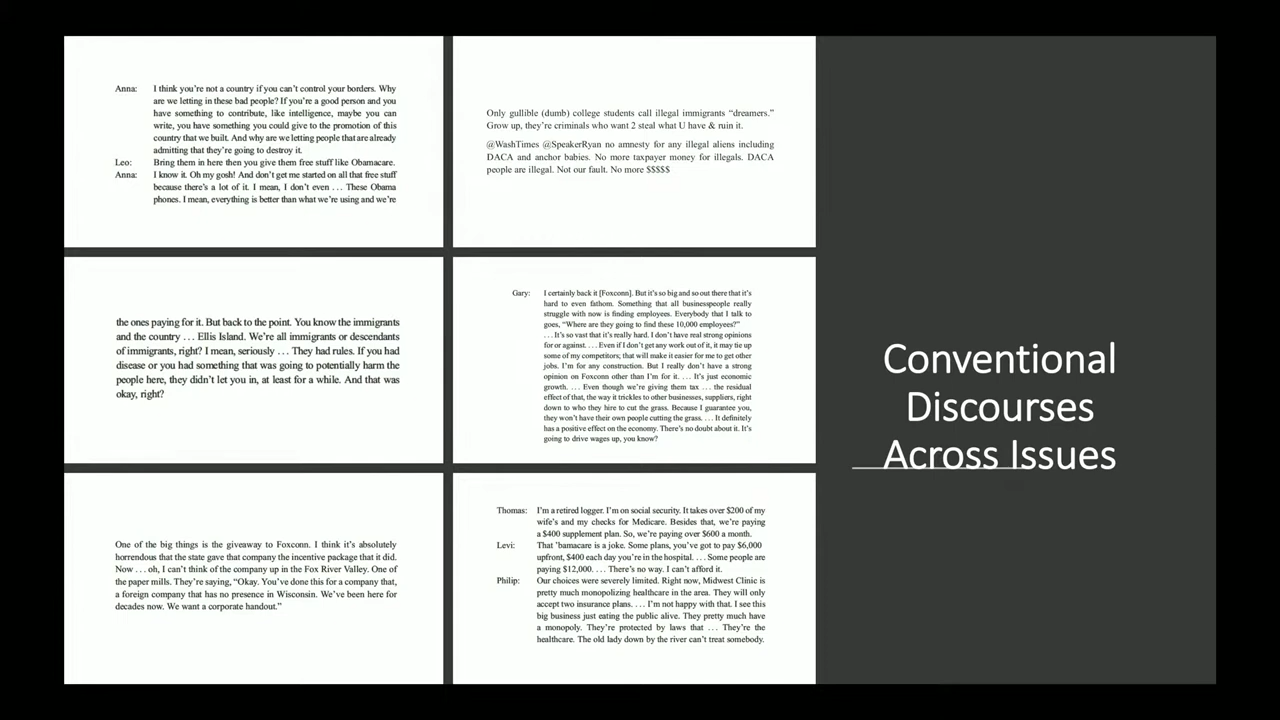 Anna: I think you're not a country if you can't control your borders. Why
are we letting in these bad people? If you're a good person and you
have something to contribute, like intelligence, maybe you can
write, you have something you could give to the promotion of this
country that we built. And why are we letting people that are already
admitting that they're going to destroy it.
Leo: Bring them in here then you give them free stuff like Obamacare.
Anna: I know it. Oh my gosh! And don't get me started on all that free stuff
because there's a lot of it. I mean, I don't even … These Obama
phones. I mean, everything is better than what we're using and we're
Only gullible (dumb) college students call illegal immigrants “dreamers.”
Grow up, they're criminals who want 2 steal what U have & ruin it.
@WashTimes @SpeakerRyan no amnesty for any illegal aliens including
DACA and anchor babies. No more taxpayer money for illegals. DACA
people are illegal. Not our fault. No more $$$$$
the ones paying for it. But back to the point. You know the immigrants
and the country … Ellis Island. We're all immigrants or descendants
of immigrants, right? I mean, seriously … They had rules. If you had
disease or you had something that was going to potentially harm the
people here, they didn't let you in, at least for a while. And that was
okay, right?
Gary: I certainly back it [Foxconn]. But it's so big and so out there that it's
hard to even fathom. Something that all businesspeople really
struggle with now is finding employees. Everybody that I talk to
goes, “Where are they going to find these 10,000 employees?”
… It's so vast that it's really hard. I don't have real strong opinions
for or against. … Even if I don't get any work out of it, it may tie up
some of my competitors; that will make it easier for me to get other
jobs. I'm for any construction. But I really don't have a strong
opinion on Foxconn other than I'm for it. … It's just economic
growth. … Even though we're giving them tax … the residual
effect of that, the way it trickles to other businesses, suppliers, right
down to who they hire to cut the grass. Because I guarantee you,
they won't have their own people cutting the grass. … It definitely
has a positive effect on the economy. There's no doubt about it. It's
going to drive wages up, you know?
One of the big things is the giveaway to Foxconn. I think it's absolutely
horrendous that the state gave that company the incentive package that it did.
Now … oh, I can't think of the company up in the Fox River Valley. One of
the paper mills. They're saying, “Okay. You've done this for a company that,
a foreign company that has no presence in Wisconsin. We've been here for
decades now. We want a corporate handout.”
Thomas: I'm a retired logger. I'm on social security. It takes over $200 of my
wife's and my checks for Medicare. Besides that, we're paying
a $400 supplement plan. So, we're paying over $600 a month.
Levi: That 'bamacare is a joke. Some plans, you've got to pay $6,000
upfront, $400 each day you're in the hospital. … Some people are
paying $12,000. … There's no way. I can't afford it.
Philip: Our choices were severely limited. Right now, Midwest Clinic is
pretty much monopolizing healthcare in the area. They will only
accept two insurance plans. … I'm not happy with that. I see this
big business just eating the public alive. They pretty much have
a monopoly. They're protected by laws that … They're the
healthcare. The old lady down by the river can't treat somebody.
Conventional
Discourses
Across Issues